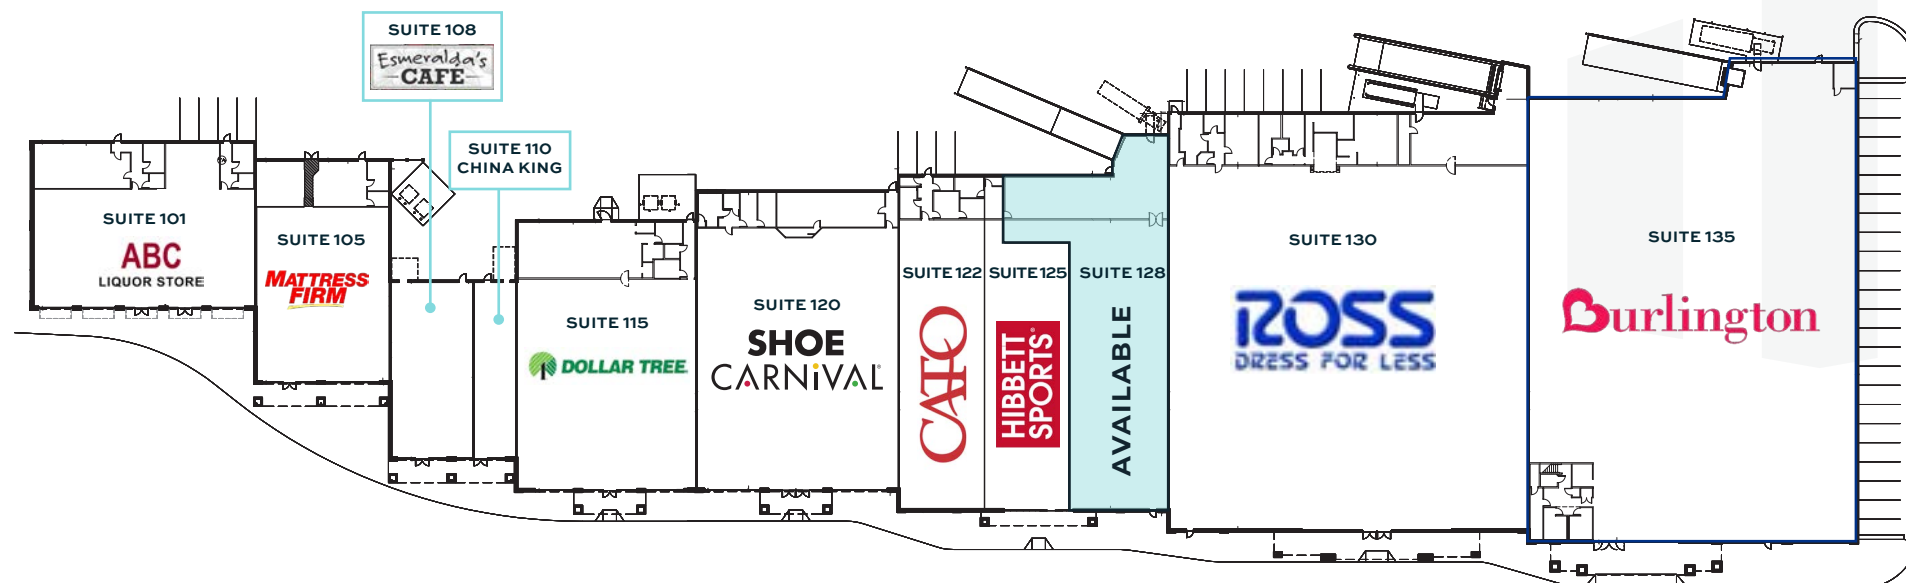 SUITE 108
Esmeralda's
CAFE
SUITE 110
CHINA KING
SUITE 101
ABC
LIQUOR STORE
SUITE 105
MATTRESS
FIRM
SUITE 115
DOLLAR TREE
SUITE 120
SHOE
CARNiVAL
SUITE 122
CATO
SUITE 125
HIBBETT
SPORTS
SUITE 128
AVAILABLE
SUITE 130
ROSS
DRESS FOR LESS
SUITE 135
Burlington